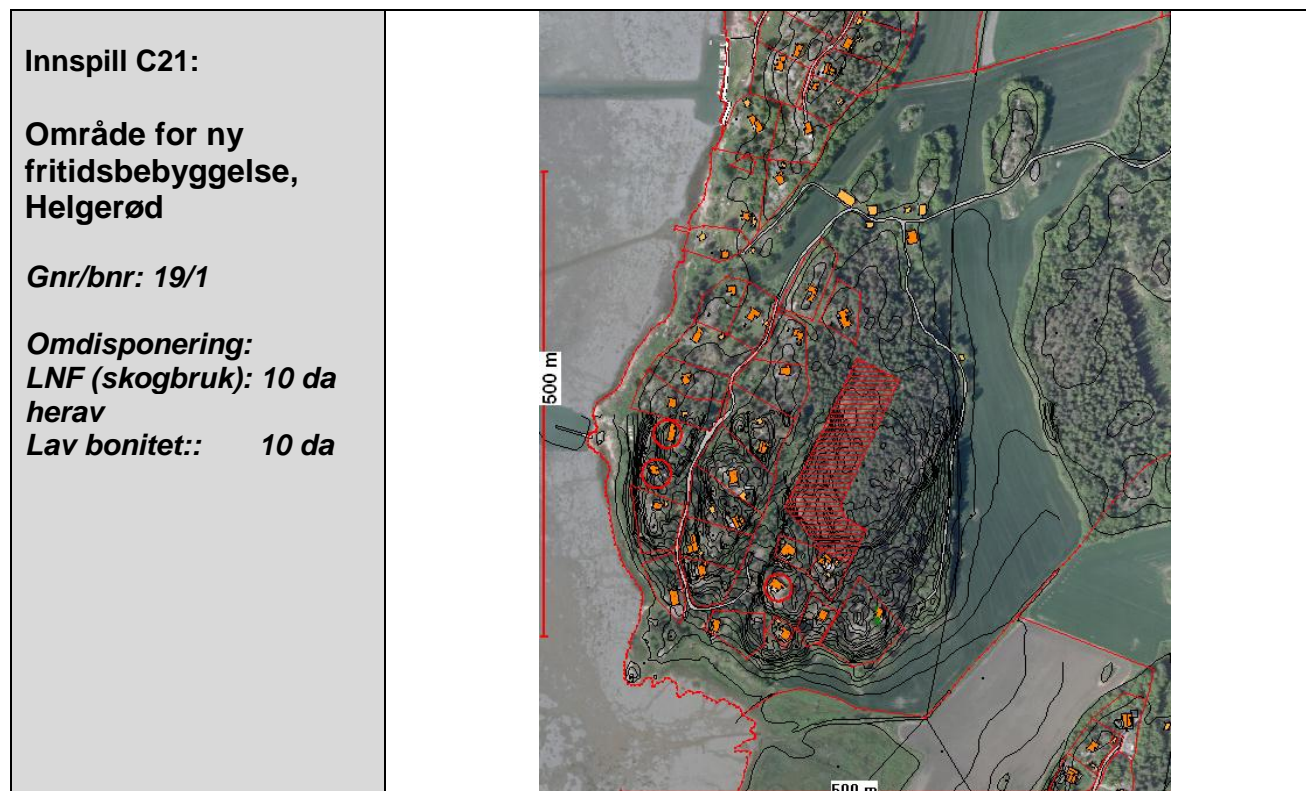 Innspill C21:
Område for ny
fritidsbebyggelse,
Helgerød
Gnr/bnr: 19/1
Omdisponering:
LNF (skogbruk): 10 da
herav
Lav bonitet:: 10 da
500 m
500 m